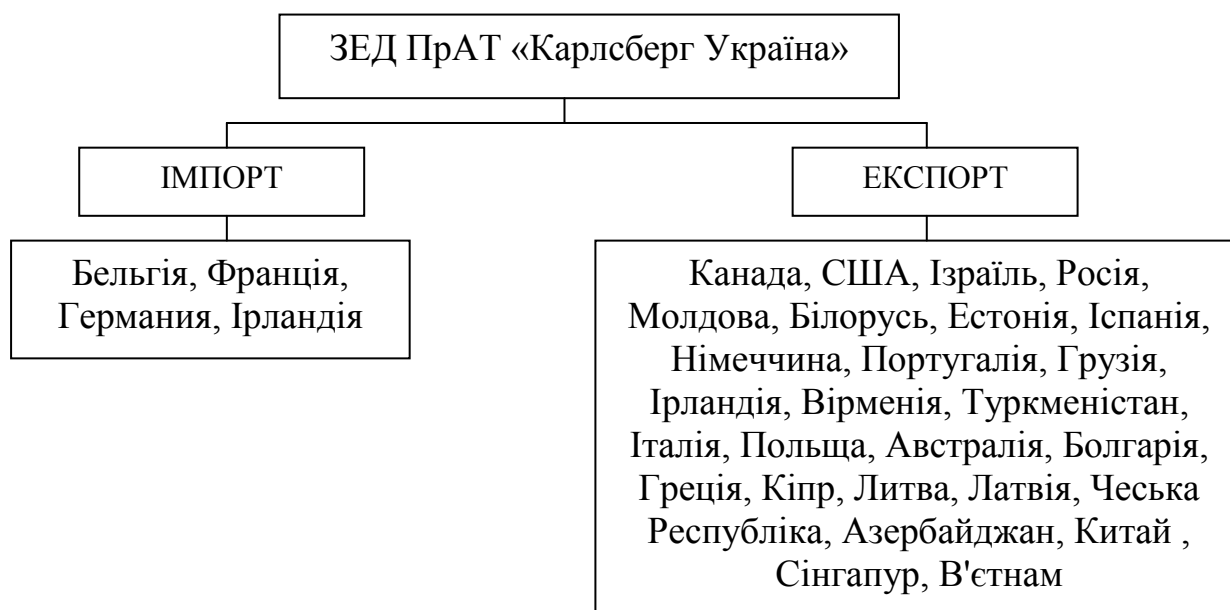 ЗЕД ПрАТ «Карлсберг Україна»
ІМПОРТ
ЕКСПОРТ
Бельгія, Франція,
Германия, Ірландія
Канада, США, Ізраїль, Росія,
Молдова, Білорусь, Естонія, Іспанія,
Німеччина, Португалія, Грузія,
Ірландія, Вірменія, Туркменістан,
Італія, Польща, Австралія, Болгарія,
Греція, Кіпр, Литва, Латвія, Чеська
Республіка, Азербайджан, Китай ,
Сінгапур, В'єтнам